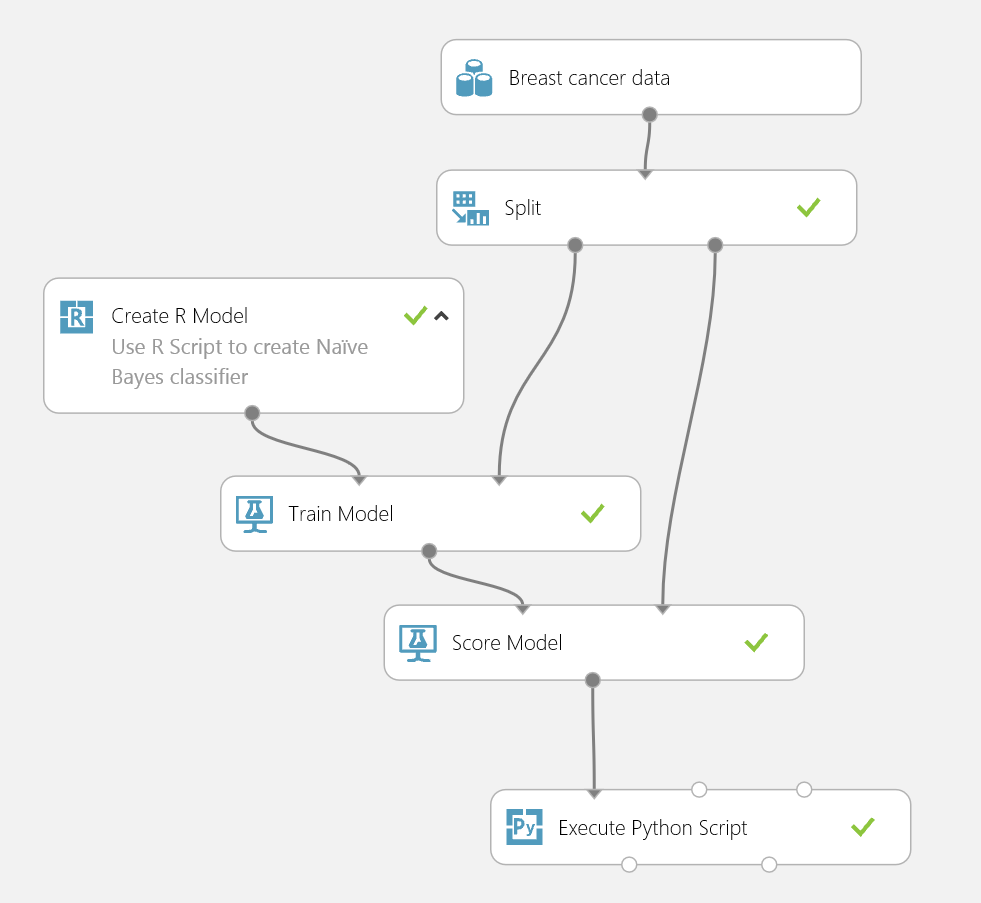 Breast cancer data
Split
R
Create R Model
Use R Script to create Naïve
Bayes classifier
Train Model
Score Model
Py
Execute Python Script